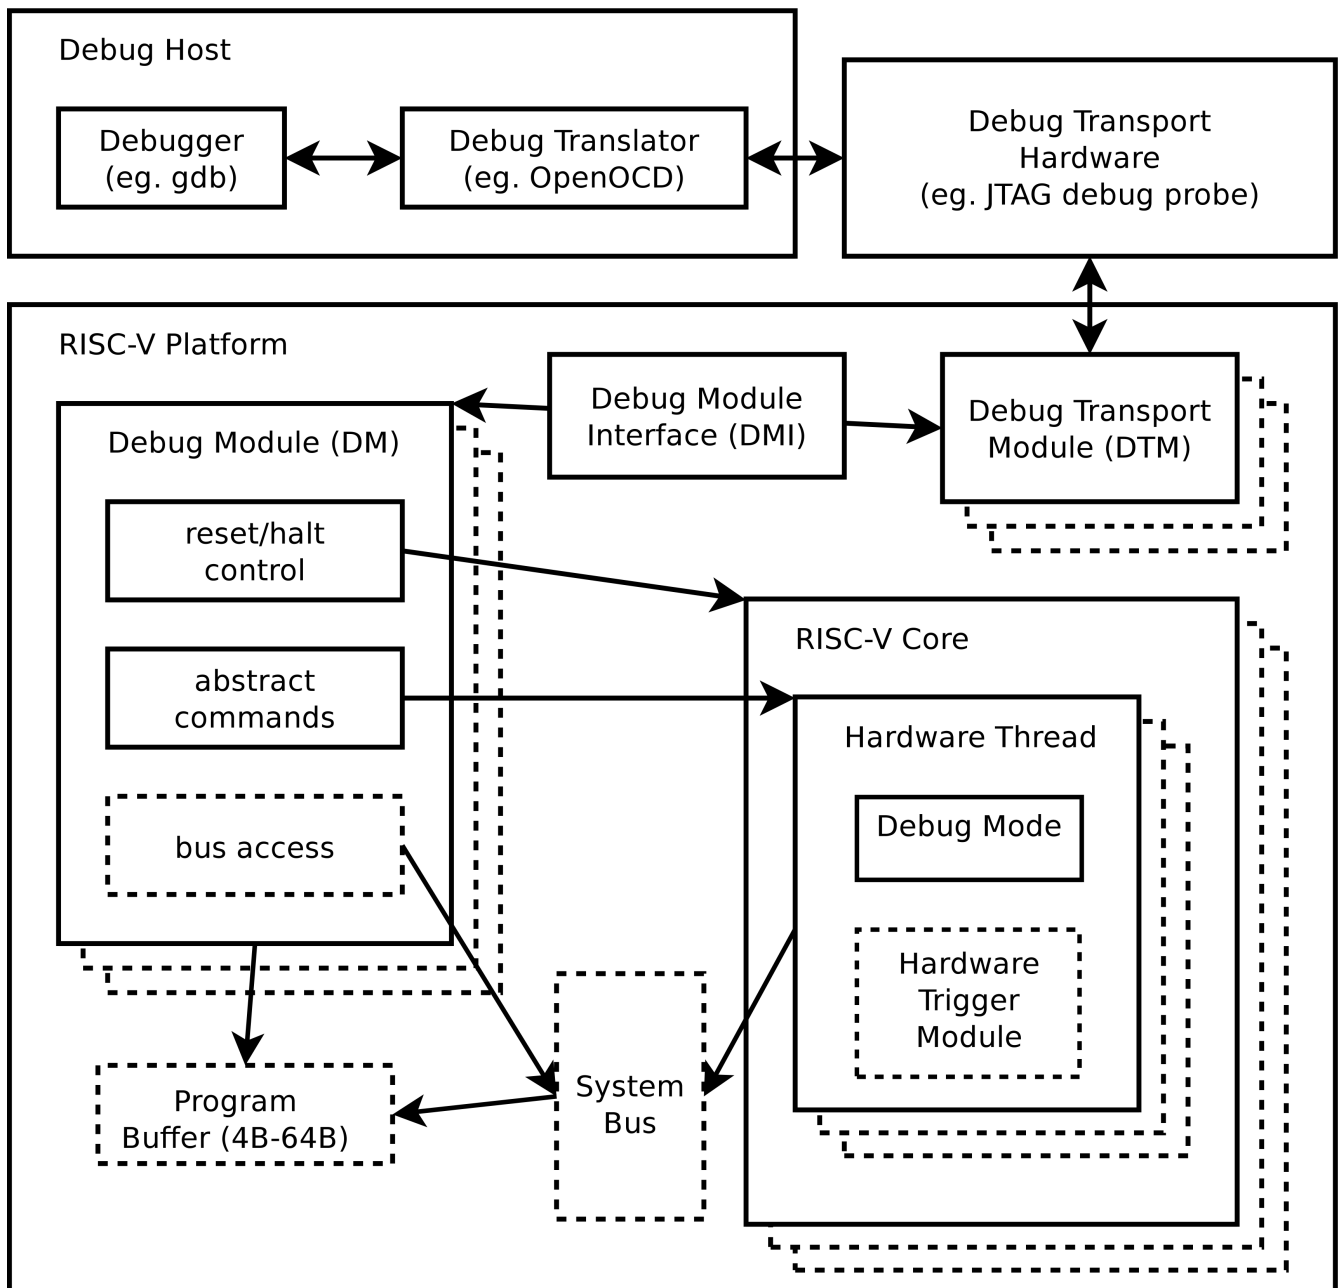 Debug Host
Debugger
(eg. gdb)
Debug Translator
(eg. OpenOCD)
Debug Transport
Hardware
(eg. JTAG debug probe)
RISC-V Platform
Debug Module
Interface (DMI)
Debug Transport
Module (DTM)
Debug Module (DM)
reset/halt
control
abstract
commands
bus access
RISC-V Core
Hardware Thread
Debug Mode
Hardware
Trigger
Module
System
Bus
Program
Buffer (4B-64B)